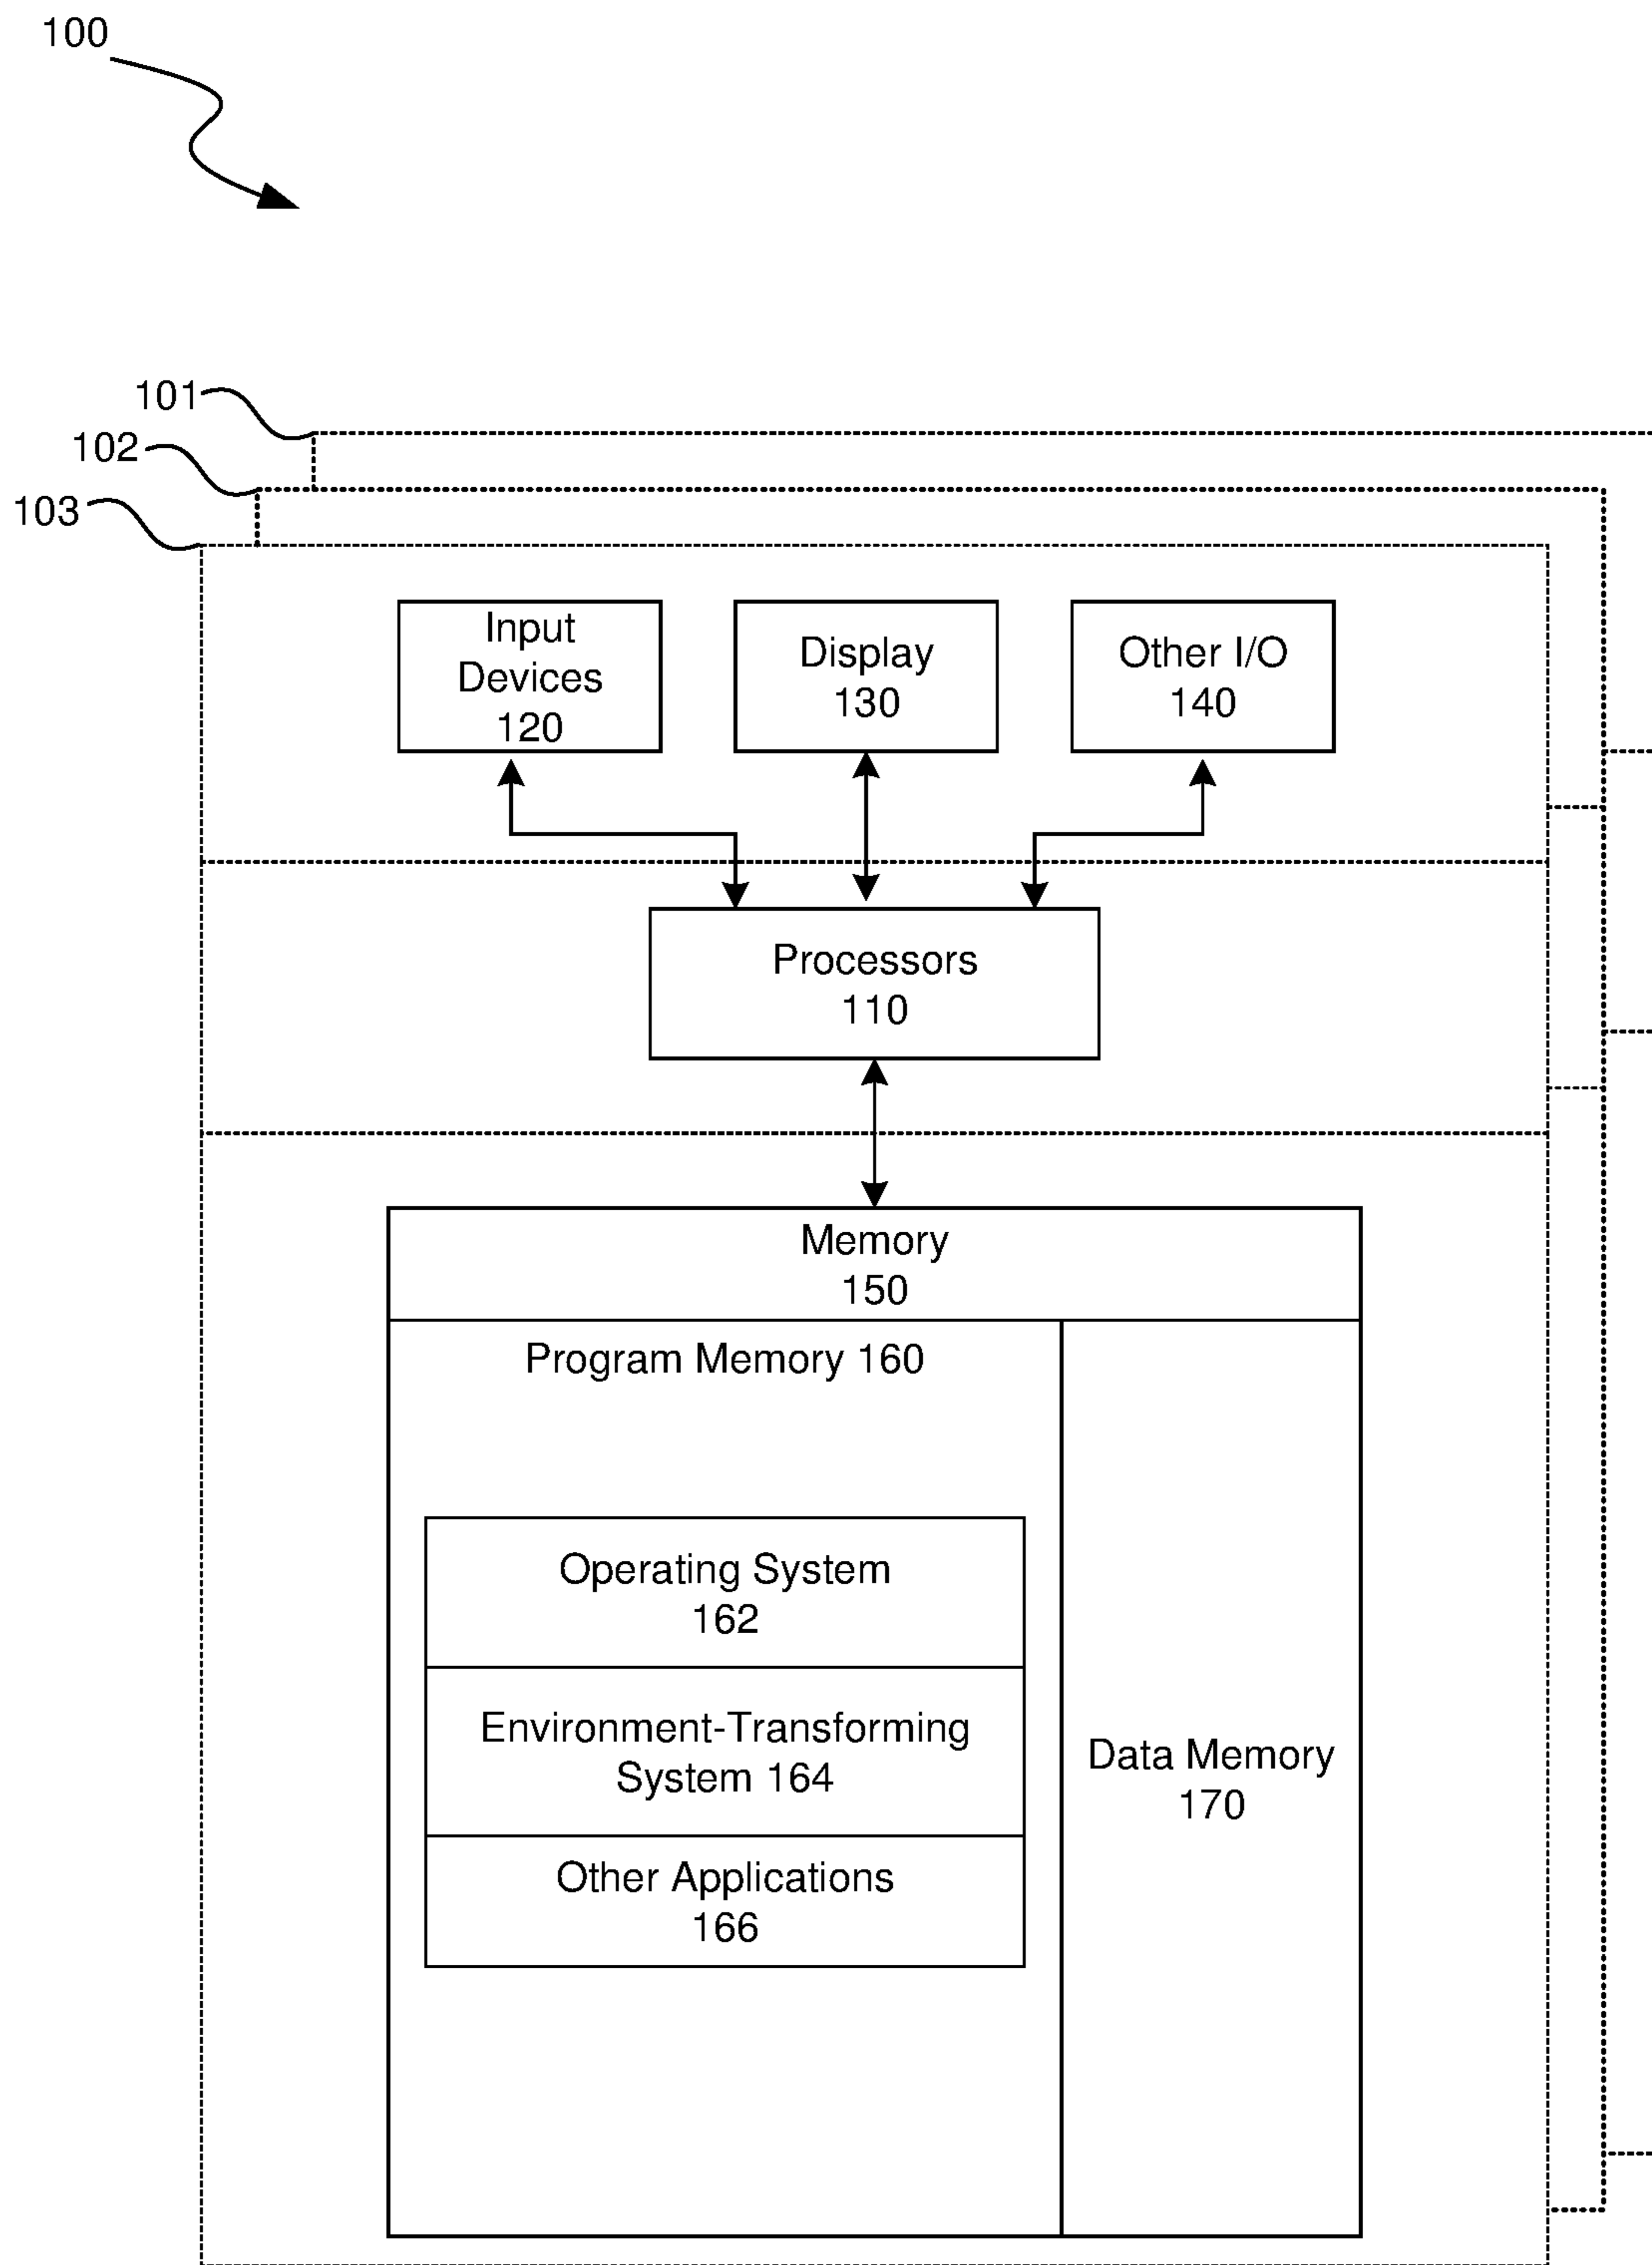 100
101
102
103
Input
Devices
120
Display
130
Other I/O
140
Processors
110
Memory
150
Program Memory 160
Operating System
162
Environment-Transforming
System 164
Other Applications
166
Data Memory
170